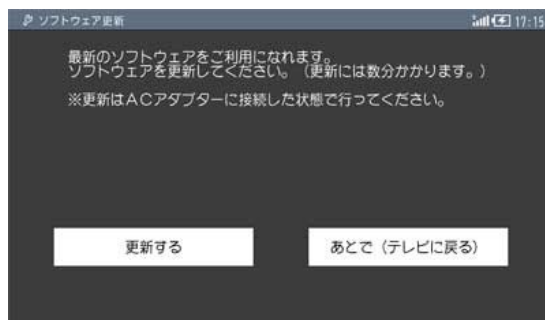 ソフトウェア更新
17:15
最新のソフトウェアをご利用になれます。
ソフトウェアを更新してください。（更新には数分かかります。）
※更新はACアダプターに接続した状態で行ってください。
更新する
あとで（テレビに戻る）